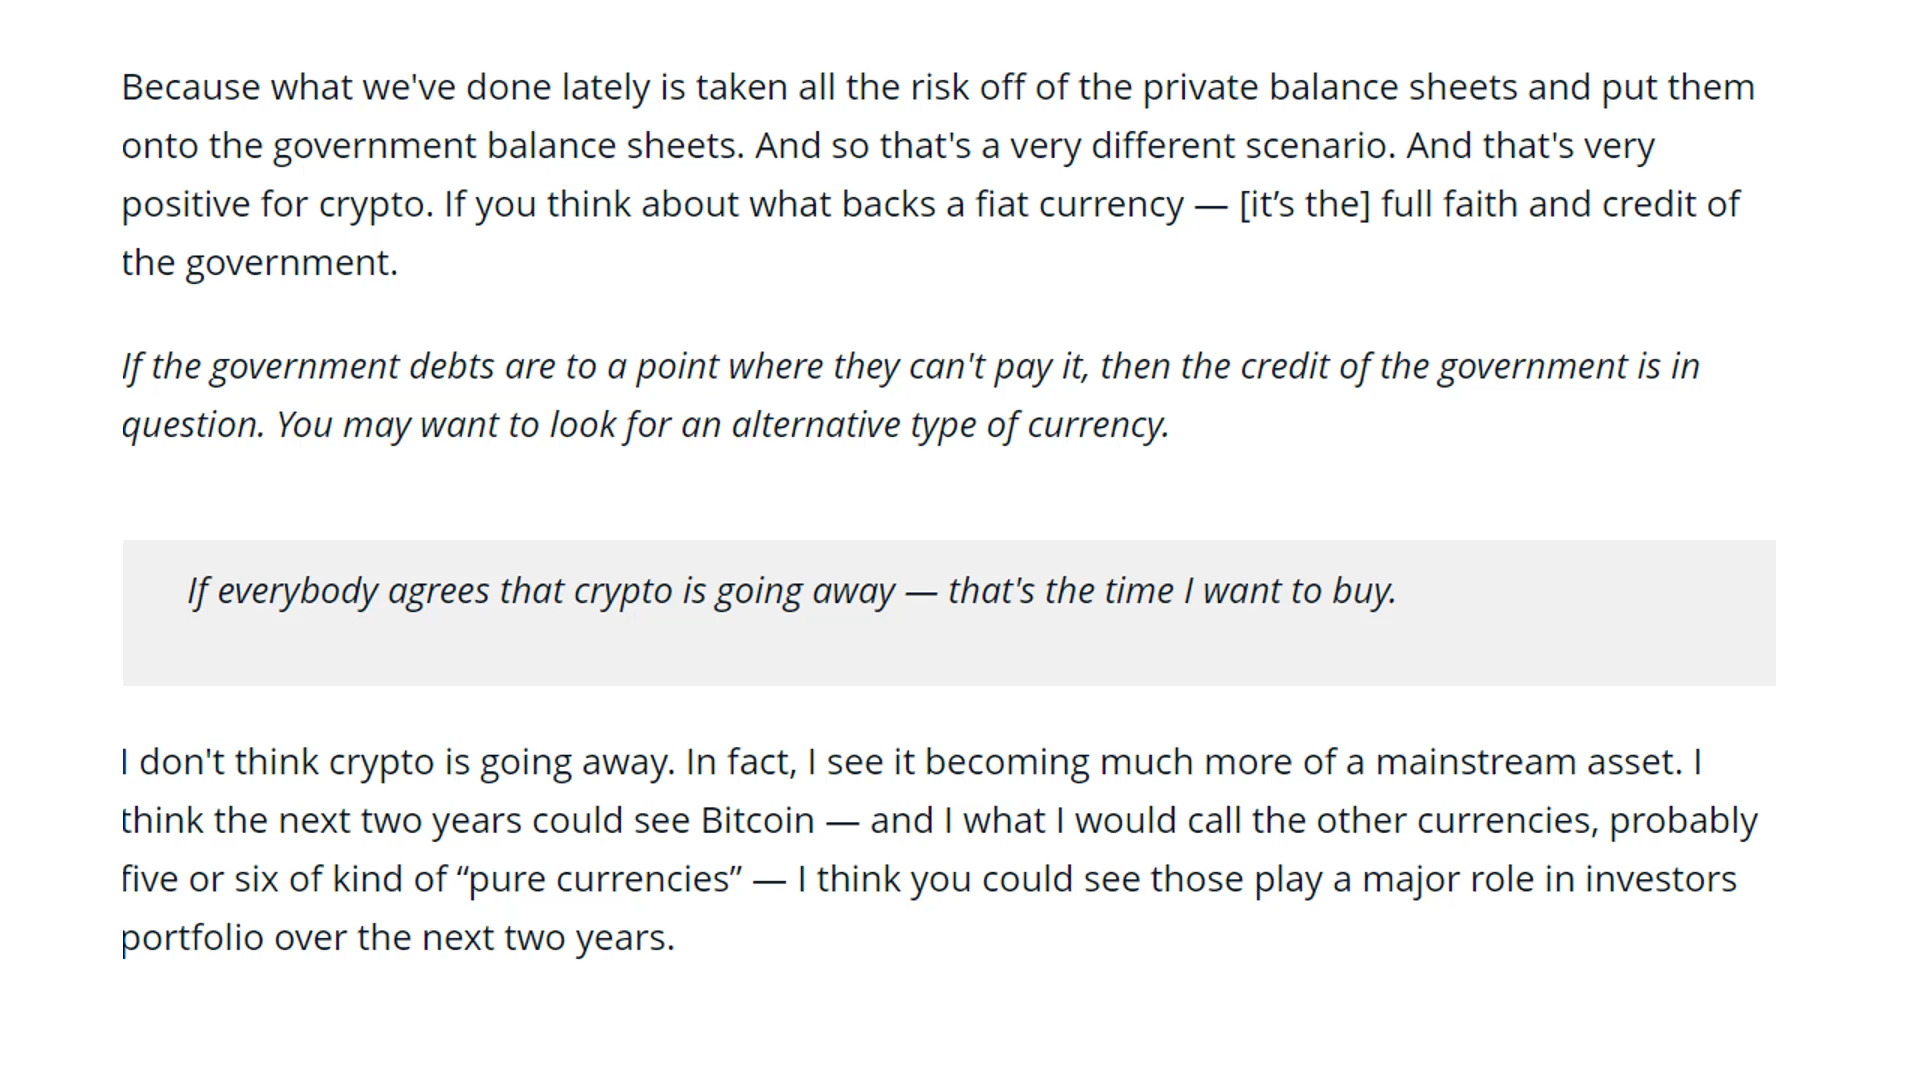 Because what we've done lately is taken all the risk off of the private balance sheets and put them
onto the government balance sheets. And so that's a very different scenario. And that's very
positive for crypto. If you think about what backs a fiat currency — [it’s the] full faith and credit of
the government.
If the government debts are to a point where they can't pay it, then the credit of the government is in
question. You may want to look for an alternative type of currency.
If everybody agrees that crypto is going away — that's the time I want to buy.
I don't think crypto is going away. In fact, I see it becoming much more of a mainstream asset. I
think the next two years could see Bitcoin — and I what I would call the other currencies, probably
five or six of kind of “pure currencies” — I think you could see those play a major role in investors
portfolio over the next two years.